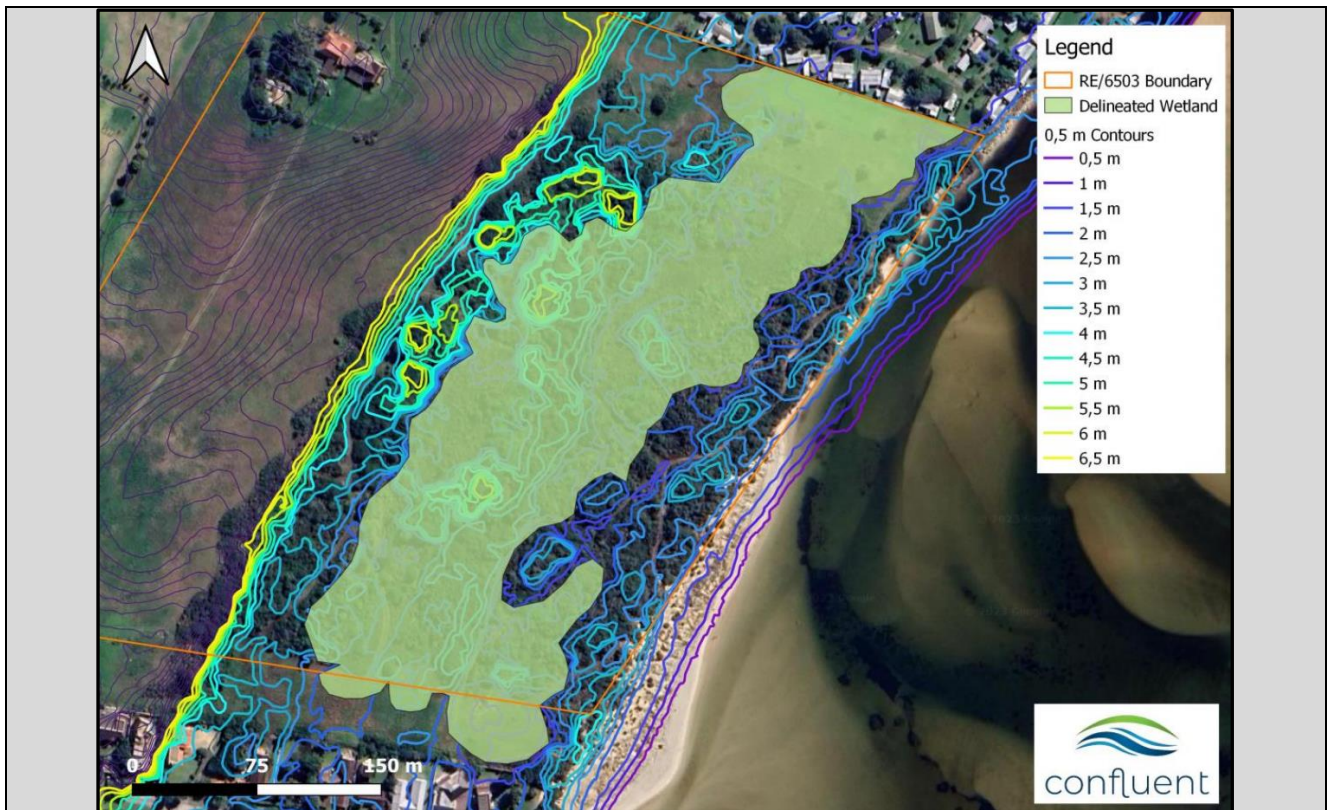 Legend
RE/6503 Boundary
Delineated Wetland
0,5 m Contours
0,5 m
1 m
1,5 m
2 m
2,5 m
3 m
3,5 m
4 m
4,5 m
5 m
5,5 m
6 m
6,5 m
0 75 150 m
confluent